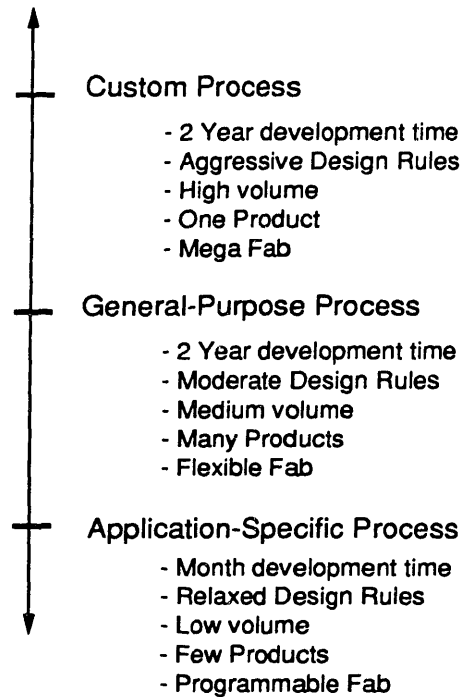 Custom Process
- 2 Year development time
- Aggressive Design Rules
- High volume
- One Product
- Mega Fab
General-Purpose Process
- 2 Year development time
- Moderate Design Rules
- Medium volume
- Many Products
- Flexible Fab
Application-Specific Process
- Month development time
- Relaxed Design Rules
- Low volume
- Few Products
- Programmable Fab